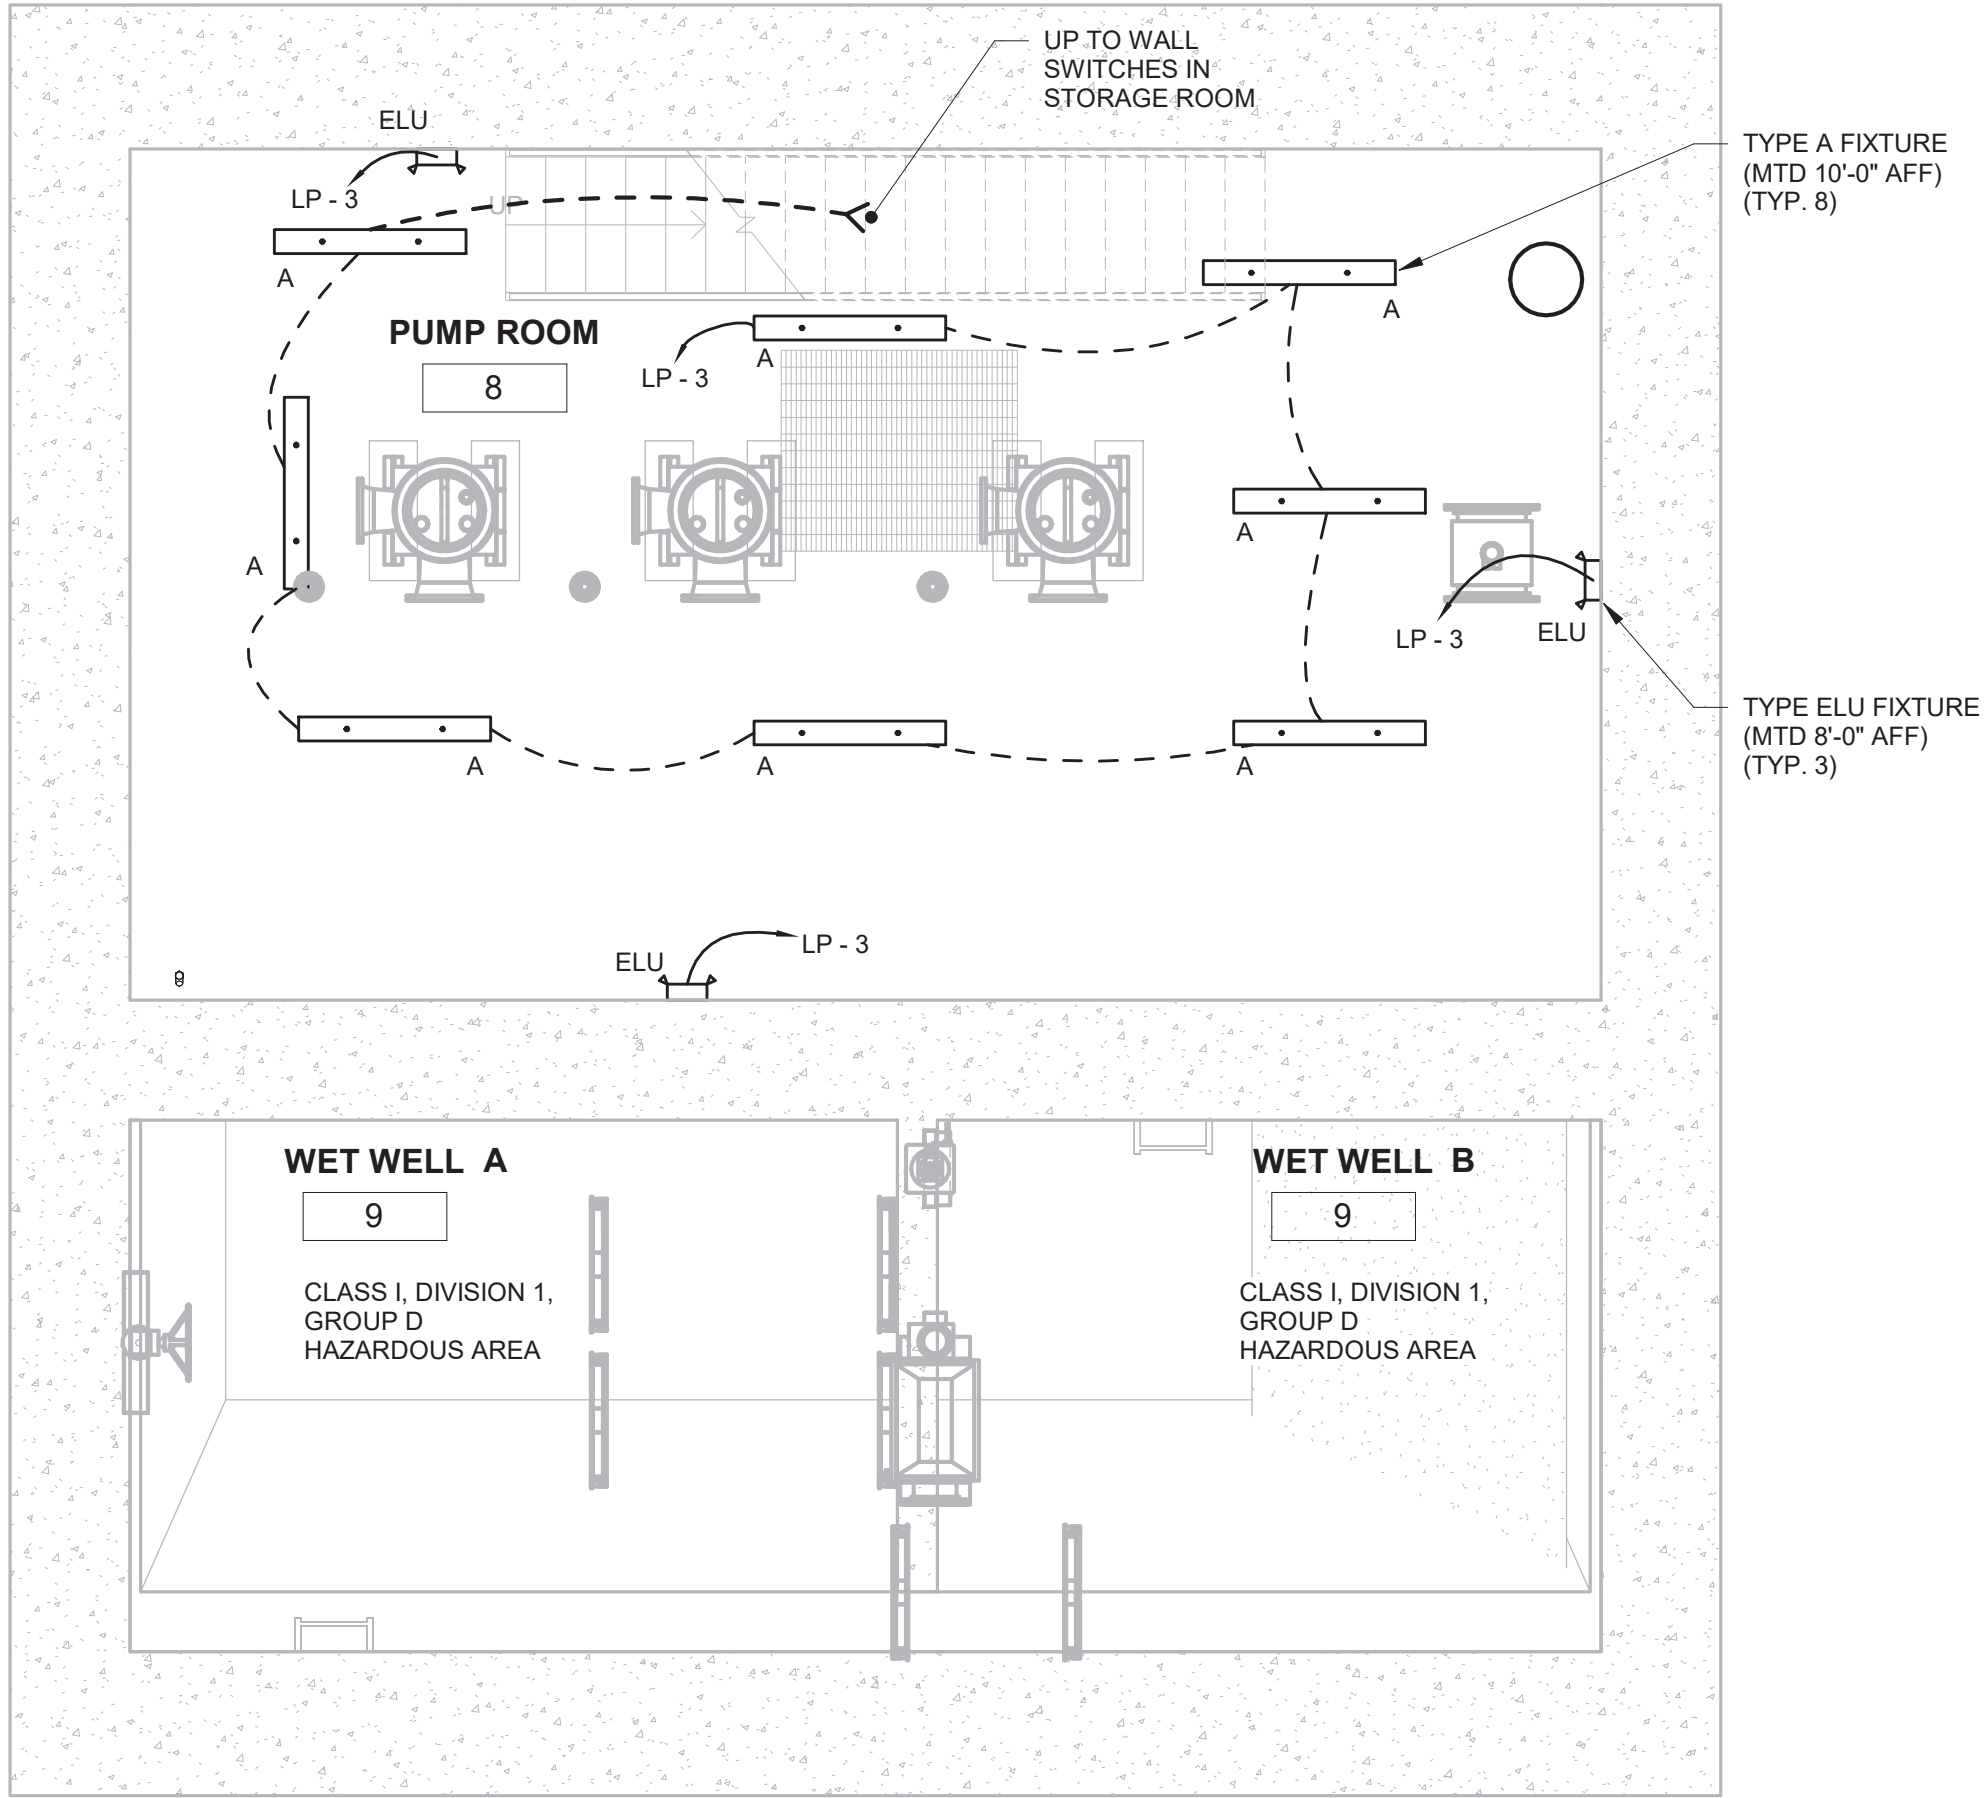 UP TO WALL
SWITCHES IN
STORAGE ROOM
ELU
TYPE A FIXTURE
(MTD 10'-0" AFF)
(TYP. 8)
LP - 3
UP
A
A
PUMP ROOM
8
A
LP - 3
A
A
LP - 3
ELU
TYPE ELU FIXTURE
(MTD 8'-0" AFF)
(TYP. 3)
A
A
A
ELU
LP - 3
WET WELL A
9
CLASS I, DIVISION 1,
GROUP D
HAZARDOUS AREA
WET WELL B
9
CLASS I, DIVISION 1,
GROUP D
HAZARDOUS AREA